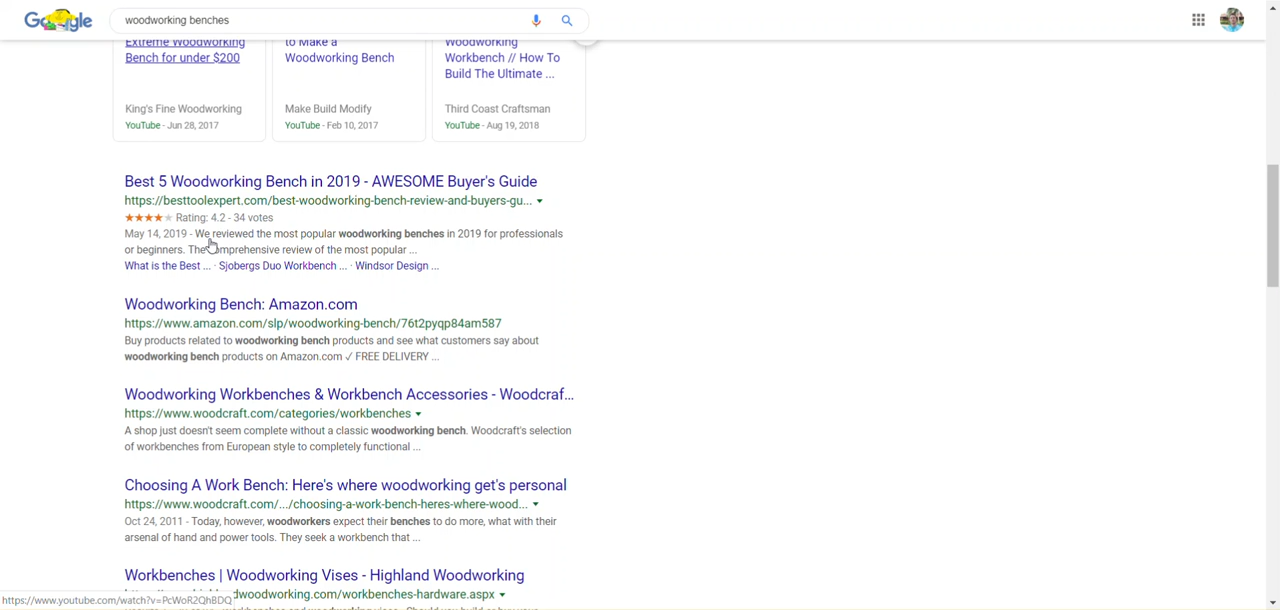 Google
woodworking benches
Extreme Woodworking
Bench for under $200
King's Fine Woodworking
YouTube - Jun 28, 2017
to Make a
Woodworking Bench
Make Build Modify
YouTube - Feb 10, 2017
Woodworking
Workbench // How To
Build The Ultimate ...
Third Coast Craftsman
YouTube - Aug 19, 2018
Best 5 Woodworking Bench in 2019 - AWESOME Buyer's Guide
https://besttoolexpert.com/best-woodworking-bench-review-and-buyers-gu...
Rating: 4.2 - 34 votes
May 14, 2019 - We reviewed the most popular woodworking benches in 2019 for professionals
or beginners. The comprehensive review of the most popular ...
What is the Best ... · Sjobergs Duo Workbench ... · Windsor Design ...
Woodworking Bench: Amazon.com
https://www.amazon.com/slp/woodworking-bench/76t2pyqp84am587
Buy products related to woodworking bench products and see what customers say about
woodworking bench products on Amazon.com ✓ FREE DELIVERY ...
Woodworking Workbenches & Workbench Accessories - Woodcraf...
https://www.woodcraft.com/categories/workbenches
A shop just doesn't seem complete without a classic woodworking bench. Woodcraft's selection
of workbenches from European style to completely functional ...
Choosing A Work Bench: Here's where woodworking get's personal
https://www.woodcraft.com/.../choosing-a-work-bench-heres-where-wood...
Oct 24, 2011 - Today, however, woodworkers expect their benches to do more, what with their
arsenal of hand and power tools. They seek a workbench that ...
Workbenches | Woodworking Vises - Highland Woodworking
dwoodworking.com/workbenches-hardware.aspx
https://www.youtube.com/watch?v=PcWoR2QhBDQ